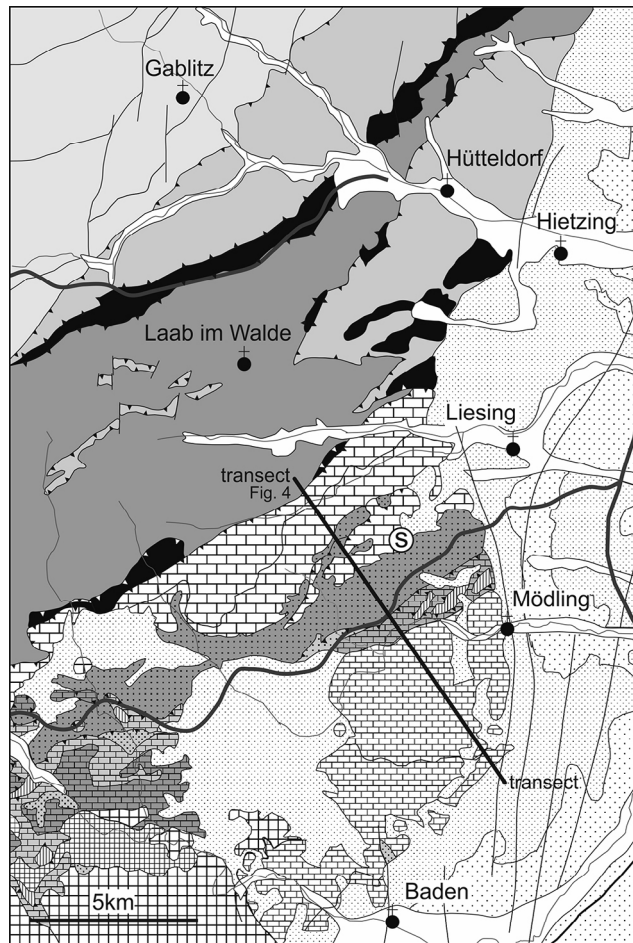 Gablitz
Hütteldorf
Hietzing
Laab im Walde
Liesing
transect
Fig. 4
S
Mödling
transect
Baden
5km